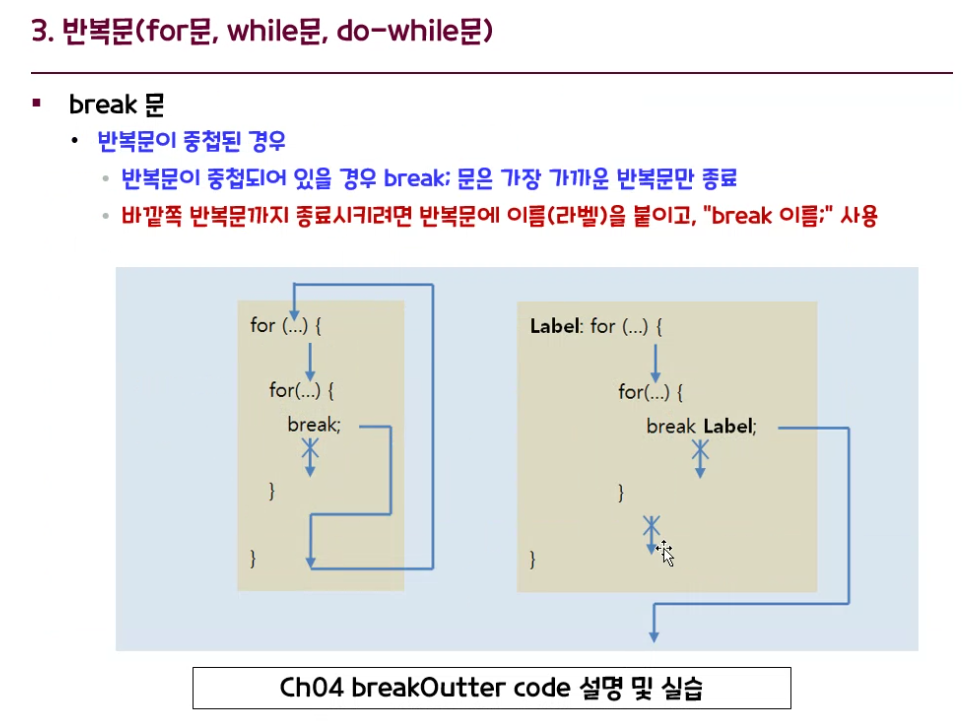 3. 반복문(for문, while문, do-while문)
break 문
반복문이 중첩된 경우
반복문이 중첩되어 있을 경우 break; 문은 가장 가까운 반복문만 종료
바깥쪽 반복문까지 종료시키려면 반복문에 이름(라벨)을 붙이고, "break 이름;" 사용
for (...) {
for(...) {
break;
}
}
Label: for (...) {
for(...) {
break Label;
}
}
Ch04 breakOutter code 설명 및 실습